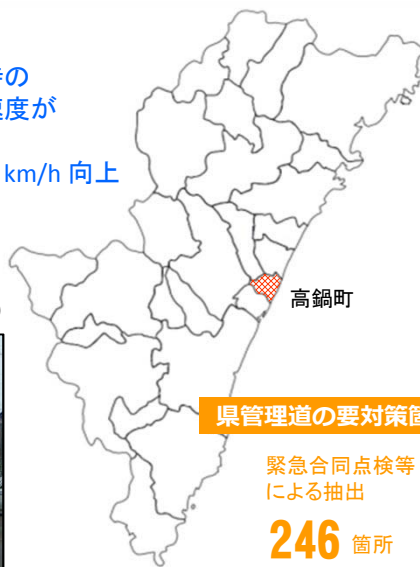 の
速度が
km/h 向上
高鍋町
県管理道の要対策箇
緊急合同点検等
による抽出
246 箇所